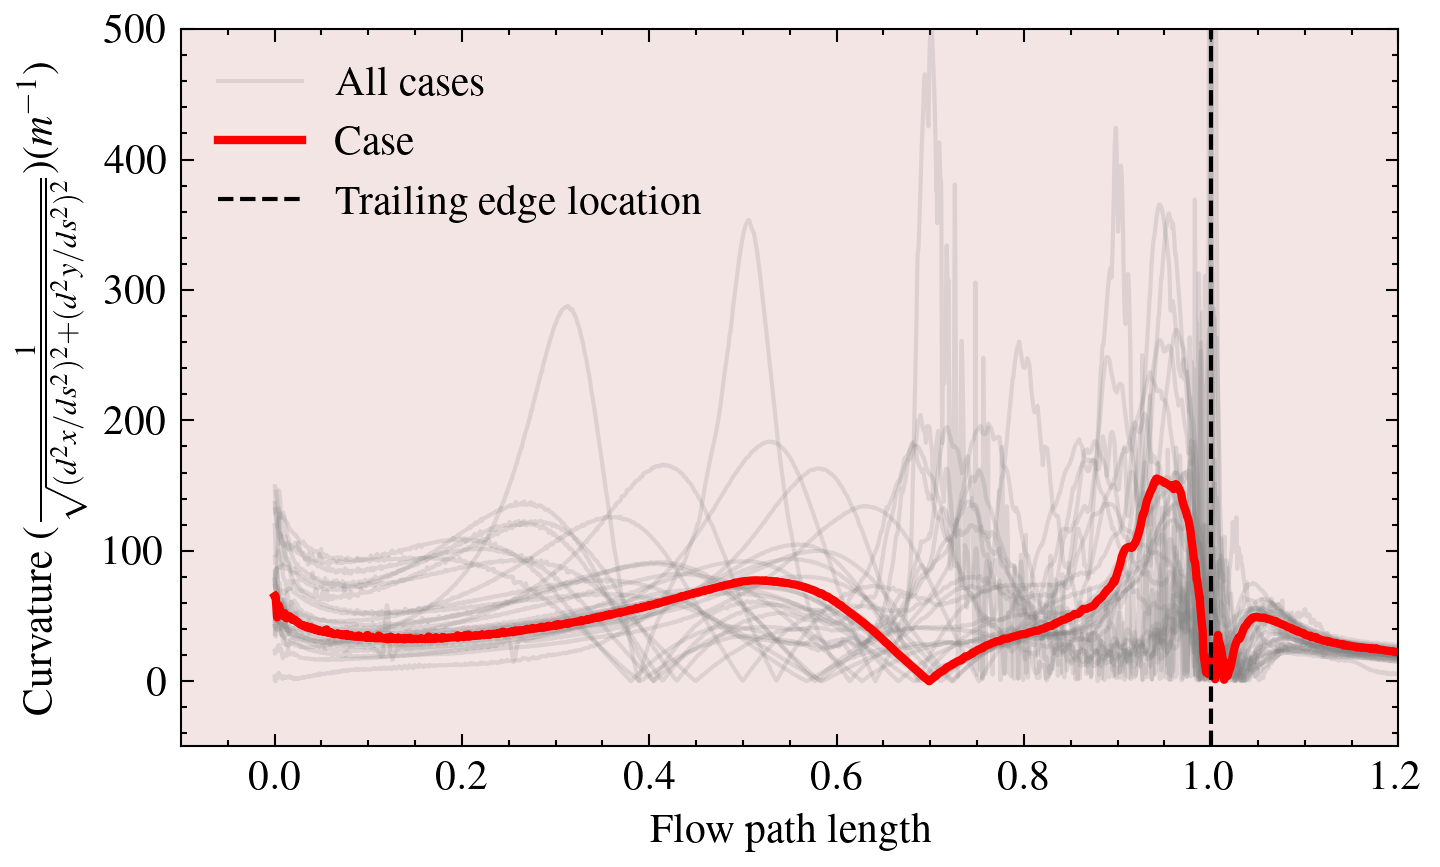 500
400
300
200
100
0
Curvature ( 1/√((d²x/ds²)²+(d²y/ds²)²) )(m⁻¹)
All cases
Case
Trailing edge location
0.0 0.2 0.4 0.6 0.8 1.0 1.2
Flow path length